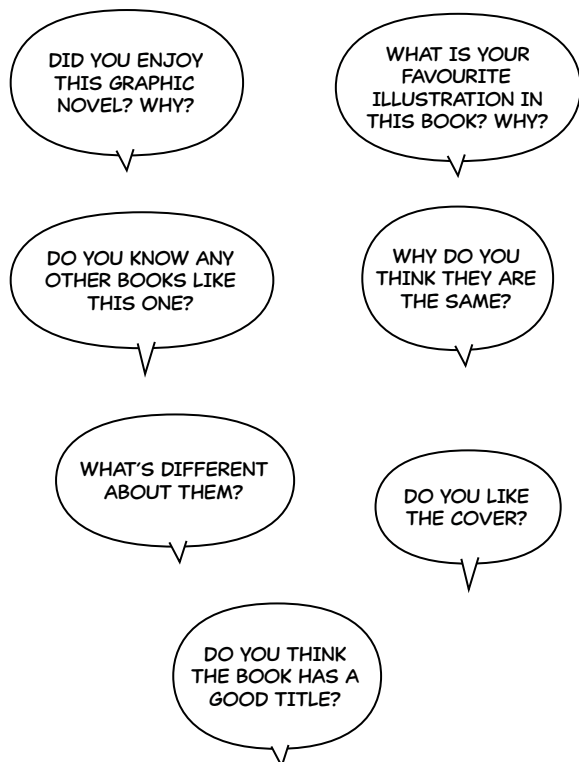 DID YOU ENJOY
THIS GRAPHIC
NOVEL? WHY?
WHAT IS YOUR
FAVOURITE
ILLUSTRATION IN
THIS BOOK? WHY?
DO YOU KNOW ANY
OTHER BOOKS LIKE
THIS ONE?
WHY DO YOU
THINK THEY ARE
THE SAME?
WHAT'S DIFFERENT
ABOUT THEM?
DO YOU LIKE
THE COVER?
DO YOU THINK
THE BOOK HAS A
GOOD TITLE?